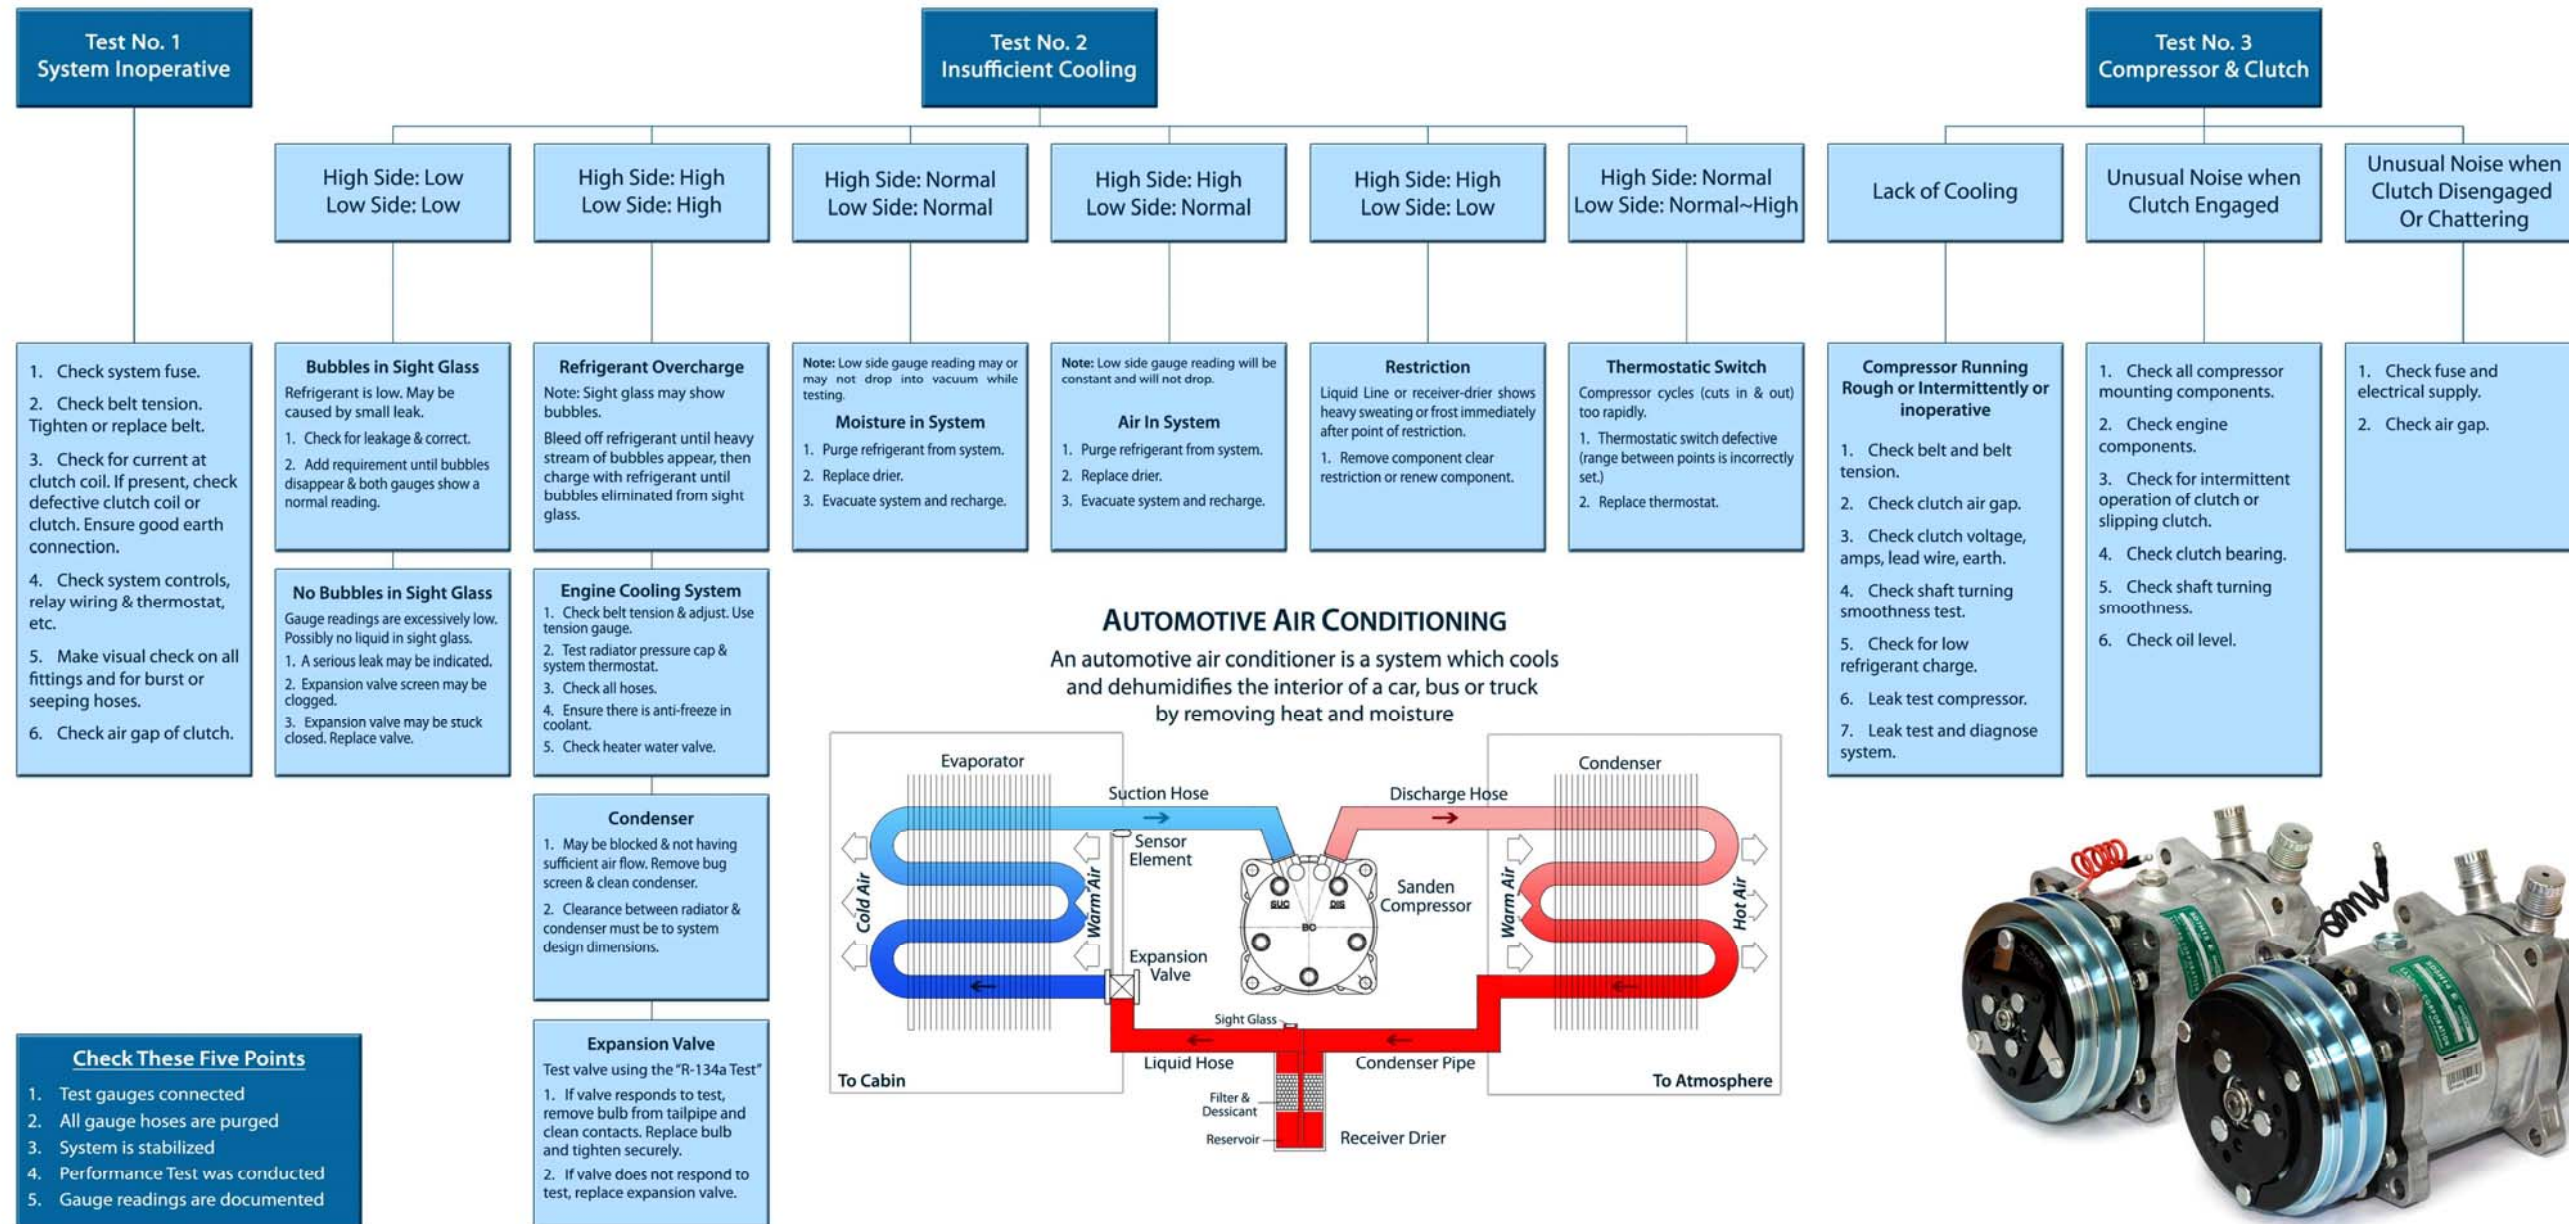 Test No. 1
System Inoperative
Test No. 2
Insufficient Cooling
Test No. 3
Compressor & Clutch
High Side: Low
Low Side: Low
High Side: High
Low Side: High
High Side: Normal
Low Side: Normal
High Side: High
Low Side: Normal
High Side: High
Low Side: Low
High Side: Normal
Low Side: Normal~High
Lack of Cooling
Unusual Noise when
Clutch Engaged
Unusual Noise when
Clutch Disengaged
Or Chattering
1. Check system fuse.
2. Check belt tension.
Tighten or replace belt.
3. Check for current at
clutch coil. If present, check
defective clutch coil or
clutch. Ensure good earth
connection.
4. Check system controls,
relay wiring & thermostat,
etc.
5. Make visual check on all
fittings and for burst or
seeping hoses.
6. Check air gap of clutch.
Bubbles in Sight Glass
Refrigerant is low. May be
caused by small leak.
1. Check for leakage & correct.
2. Add requirement until bubbles
disappear & both gauges show a
normal reading.
No Bubbles in Sight Glass
Gauge readings are excessively low.
Possibly no liquid in sight glass.
1. A serious leak may be indicated.
2. Expansion valve screen may be
clogged.
3. Expansion valve may be stuck
closed. Replace valve.
Refrigerant Overcharge
Note: Sight glass may show
bubbles.
Bleed off refrigerant until heavy
stream of bubbles appear, then
charge with refrigerant until
bubbles eliminated from sight
glass.
Engine Cooling System
1. Check belt tension & adjust. Use
tension gauge.
2. Test radiator pressure cap &
system thermostat.
3. Check all hoses.
4. Ensure there is anti-freeze in
coolant.
5. Check heater water valve.
Condenser
1. May be blocked & not having
sufficient air flow. Remove bug
screen & clean condenser.
2. Clearance between radiator &
condenser must be to system
design dimensions.
Expansion Valve
Test valve using the "R-134a Test"
1. If valve responds to test,
remove bulb from tailpipe and
clean contacts. Replace bulb
and tighten securely.
2. If valve does not respond to
test, replace expansion valve.
Note: Low side gauge reading may or
may not drop into vacuum while
testing.
Moisture in System
1. Purge refrigerant from system.
2. Replace drier.
3. Evacuate system and recharge.
Note: Low side gauge reading will be
constant and will not drop.
Air In System
1. Purge refrigerant from system.
2. Replace drier.
3. Evacuate system and recharge.
Restriction
Liquid Line or receiver-drier shows
heavy sweating or frost immediately
after point of restriction.
1. Remove component clear
restriction or renew component.
Thermostatic Switch
Compressor cycles (cuts in & out)
too rapidly.
1. Thermostatic switch defective
(range between points is incorrectly
set.)
2. Replace thermostat.
Compressor Running
Rough or Intermittently or
inoperative
1. Check belt and belt
tension.
2. Check clutch air gap.
3. Check clutch voltage,
amps, lead wire, earth.
4. Check shaft turning
smoothness test.
5. Check for low
refrigerant charge.
6. Leak test compressor.
7. Leak test and diagnose
system.
1. Check all compressor
mounting components.
2. Check engine
components.
3. Check for intermittent
operation of clutch or
slipping clutch.
4. Check clutch bearing.
5. Check shaft turning
smoothness.
6. Check oil level.
1. Check fuse and
electrical supply.
2. Check air gap.
AUTOMOTIVE AIR CONDITIONING
An automotive air conditioner is a system which cools
and dehumidifies the interior of a car, bus or truck
by removing heat and moisture
Evaporator
Condenser
Suction Hose
Discharge Hose
Sensor
Element
Cold Air
Warm Air
SUC
DIS
BC
Sanden
Compressor
Warm Air
Hot Air
Expansion
Valve
Sight Glass
Liquid Hose
Condenser Pipe
To Cabin
To Atmosphere
Filter &
Dessicant
Reservoir
Receiver Drier
Check These Five Points
1. Test gauges connected
2. All gauge hoses are purged
3. System is stabilized
4. Performance Test was conducted
5. Gauge readings are documented